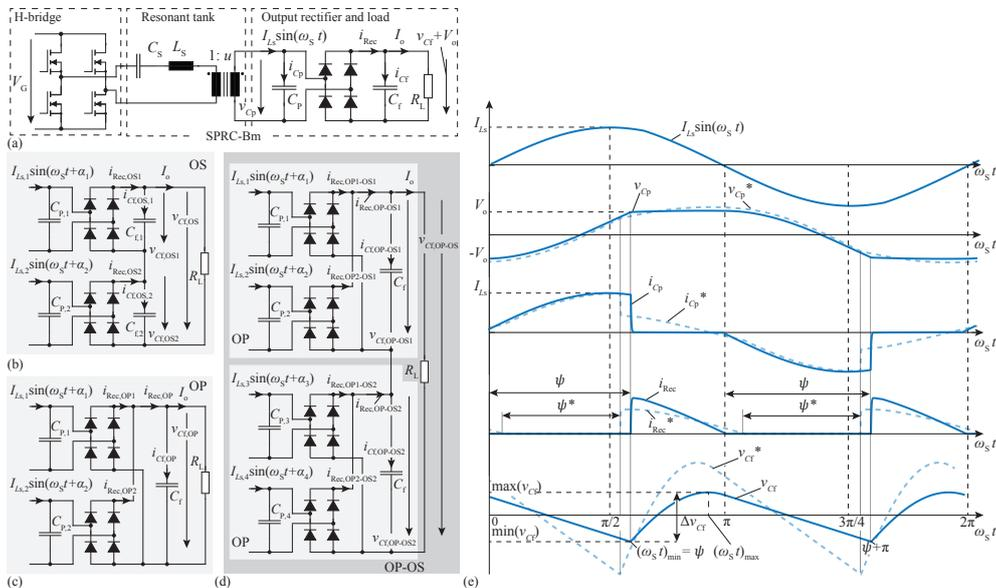 H-bridge
Resonant tank
Output rectifier and load
V_G
C_S
L_S
1: u
v_Cp
I_Ls sin(ω_S t)
i_Cp
C_P
i_Rec
I_o
i_Cf
C_f
R_L
v_Cf+V_o
(a)
SPRC-Bm
OS
I_Ls,1 sin(ω_S t+α_1)
i_Rec,OS1
I_o
C_P,1
i_Cf,OS,1
C_f,1
v_Cf,OS
v_Cf,OS1
I_Ls,2 sin(ω_S t+α_2)
i_Rec,OS2
C_P,2
i_Cf,OS,2
C_f,2
v_Cf,OS2
R_L
(b)
OP
I_Ls,1 sin(ω_S t+α_1)
i_Rec,OP1
i_Rec,OP
I_o
C_P,1
v_Cf,OP
i_Cf,OP
C_f
R_L
I_Ls,2 sin(ω_S t+α_2)
i_Rec,OP2
C_P,2
(c)
I_Ls,1 sin(ω_S t+α_1)
i_Rec,OP1-OS1
i_Rec,OP-OS1
I_o
C_P,1
v_Cf,OP-OS
i_Cf,OP-OS1
C_f
I_Ls,2 sin(ω_S t+α_2)
i_Rec,OP2-OS1
C_P,2
v_Cf,OP-OS1
OP
R_L
I_Ls,3 sin(ω_S t+α_3)
i_Rec,OP1-OS2
i_Rec,OP-OS2
C_P,3
i_Cf,OP-OS2
C_f
I_Ls,4 sin(ω_S t+α_4)
i_Rec,OP2-OS2
C_P,4
v_Cf,OP-OS2
OP
OP-OS
(d)
I_Ls
I_Ls sin(ω_S t)
ω_S t
V_o
v_Cp
v_Cp*
-V_o
ω_S t
I_Ls
i_Cp
i_Cp*
ω_S t
ψ
ψ
i_Rec
ψ*
ψ*
i_Rec*
ω_S t
v_Cf*
max(v_Cf)
v_Cf
0
π/2
Δv_Cf
π
3π/4
2π
ω_S t
min(v_Cf)
(ω_S t)_min = ψ
(ω_S t)_max
ψ+π
(e)